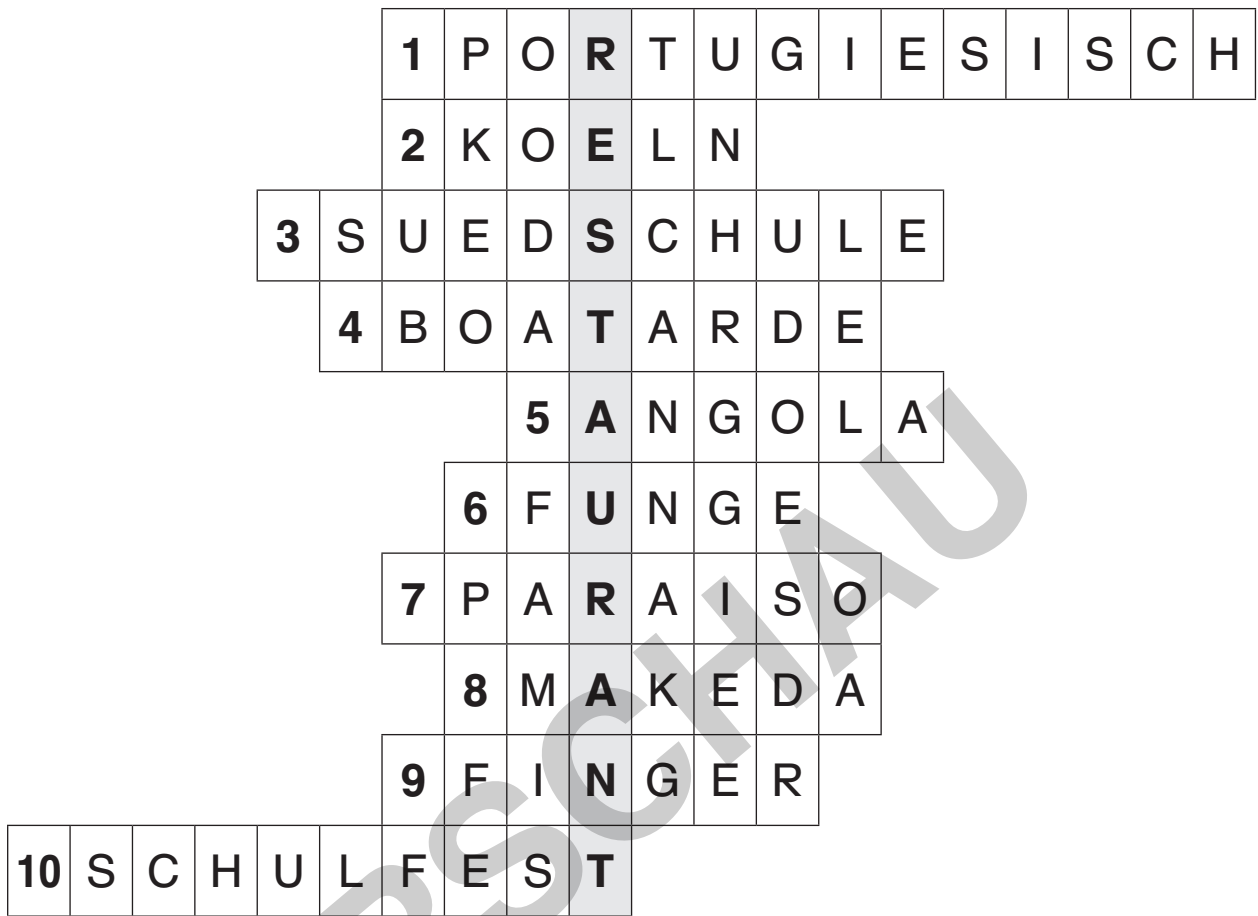 1 PORTUGIESISCH
2 KOELN
3 SUEDSCHULE
4 BOATARDE
5 ANGOLA
6 FUNGE
7 PARAISO
8 MAKEDA
9 FINGER
10 SCHULFEST